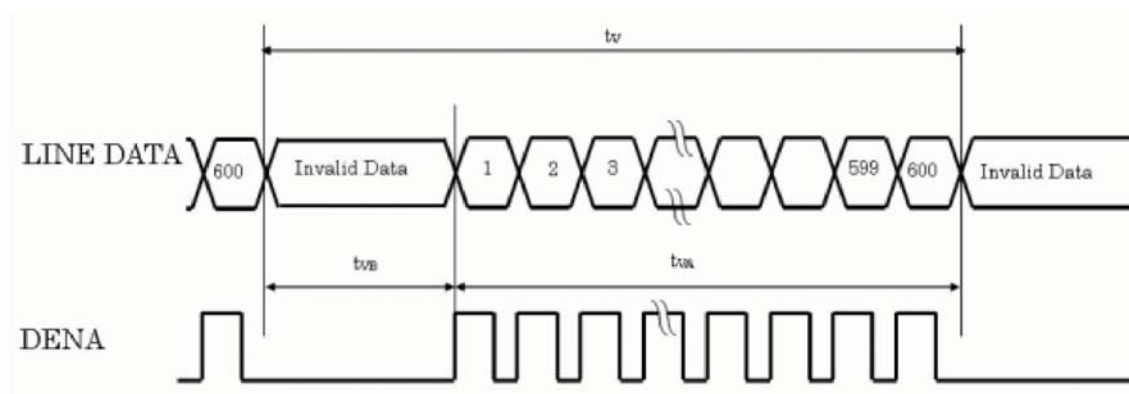 tV
LINE DATA 600 Invalid Data 1 2 3 599 600 Invalid Data
tVB tVA
DENA